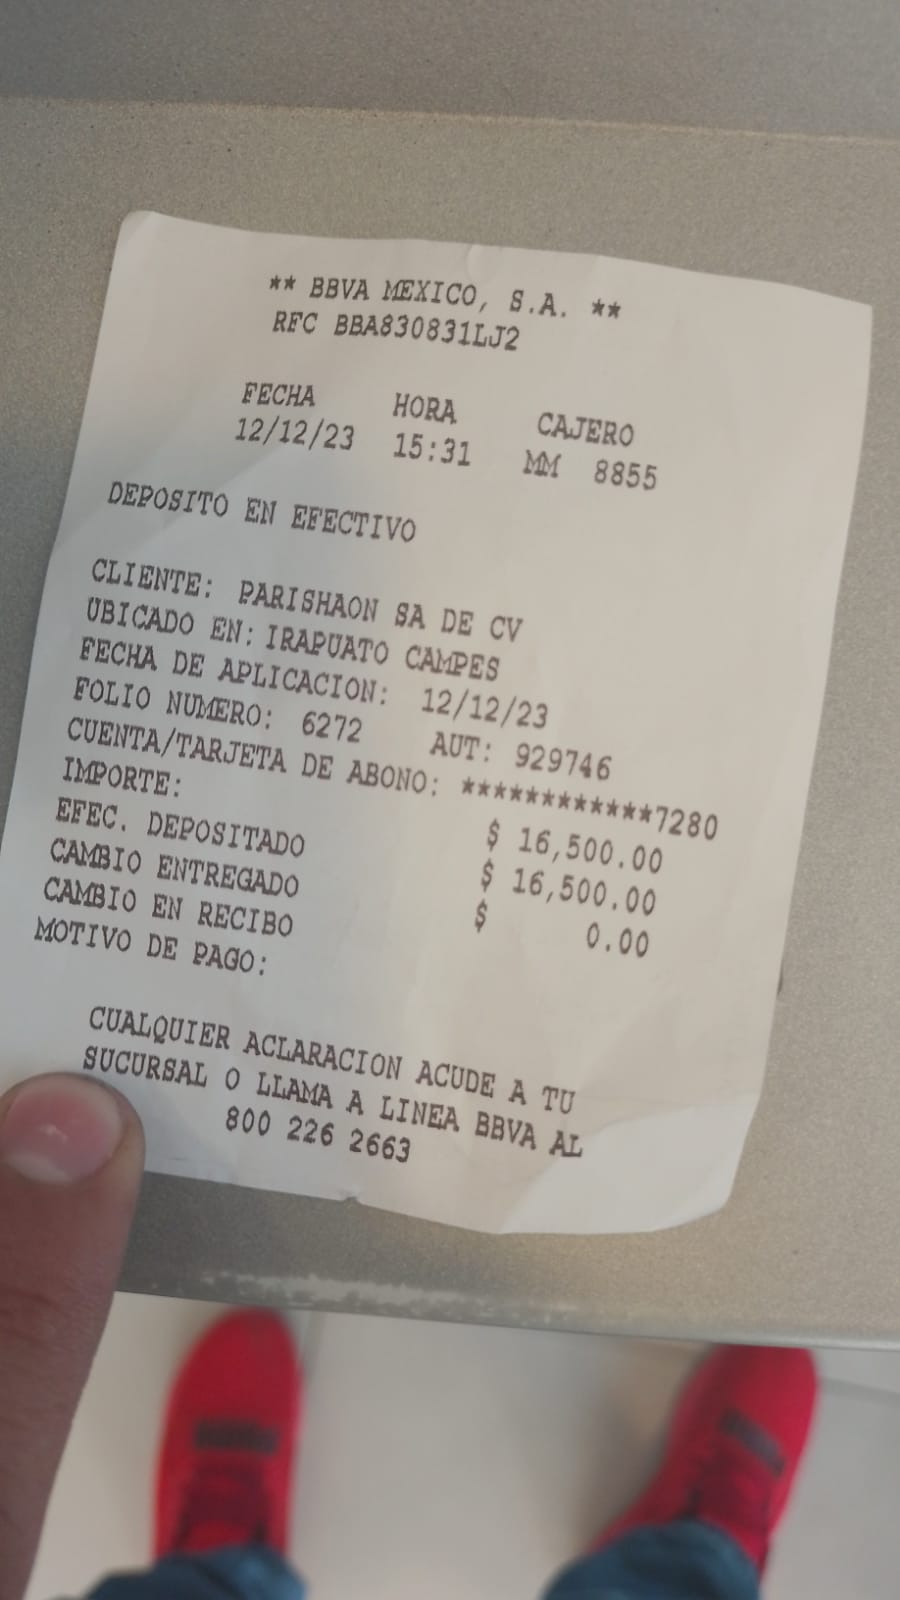 ** BBVA MEXICO, S.A. **
RFC BBA830831LJ2
FECHA HORA CAJERO
12/12/23 15:31 MM 8855
DEPOSITO EN EFECTIVO
CLIENTE: PARISHAON SA DE CV
UBICADO EN: IRAPUATO CAMPES
FECHA DE APLICACION: 12/12/23
FOLIO NUMERO: 6272 AUT: 929746
CUENTA/TARJETA DE ABONO: ************7280
IMPORTE: $ 16,500.00
EFEC. DEPOSITADO $ 16,500.00
CAMBIO ENTREGADO $ 0.00
CAMBIO EN RECIBO
MOTIVO DE PAGO:
CUALQUIER ACLARACION ACUDE A TU
SUCURSAL O LLAMA A LINEA BBVA AL
800 226 2663